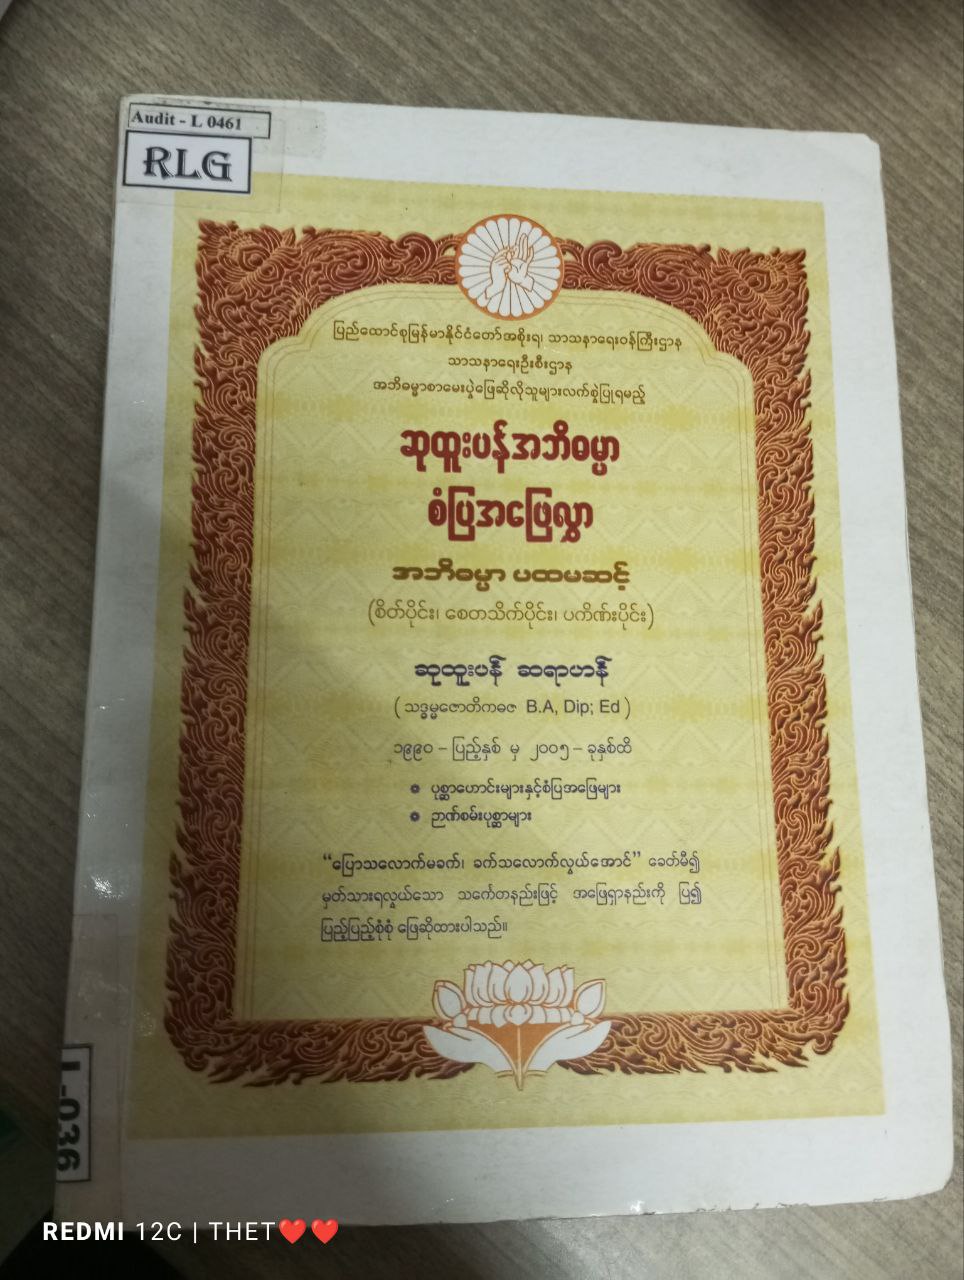 Audit - L 0461
RLG
ပြည်ထောင်စုမြန်မာနိုင်ငံတော်အစိုးရ၊ သာသနာရေးဝန်ကြီးဌာန
သာသနာရေးဦးစီးဌာန
အဘိဓမ္မာစာမေးပွဲဖြေဆိုလိုသူများလက်စွဲပြုရမည့်
ဆုထူးပန်အဘိဓမ္မာ
စံပြအဖြေလွှာ
အဘိဓမ္မာ ပထမဆင့်
(စိတ်ပိုင်း၊ စေတသိက်ပိုင်း၊ ပကိဏ်းပိုင်း)
ဆုထူးပန် ဆရာဟန်
( သဒ္ဓမ္မဇောတိကဓဇ B.A, Dip; Ed )
၁၉၉၀ – ပြည့်နှစ် မှ ၂၀၀၅ – ခုနှစ်ထိ
ပုစ္ဆာဟောင်းများနှင့်စံပြအဖြေများ
ဉာဏ်စမ်းပုစ္ဆာများ
“ပြောသလောက်မခက်၊ ခက်သလောက်လွယ်အောင်” ခေတ်မီ၍
မှတ်သားရလွယ်သော သင်္ကေတနည်းဖြင့် အဖြေရှာနည်းကို ပြ၍
ပြည့်ပြည့်စုံစုံ ဖြေဆိုထားပါသည်။
L-036
REDMI 12C | THET❤️❤️